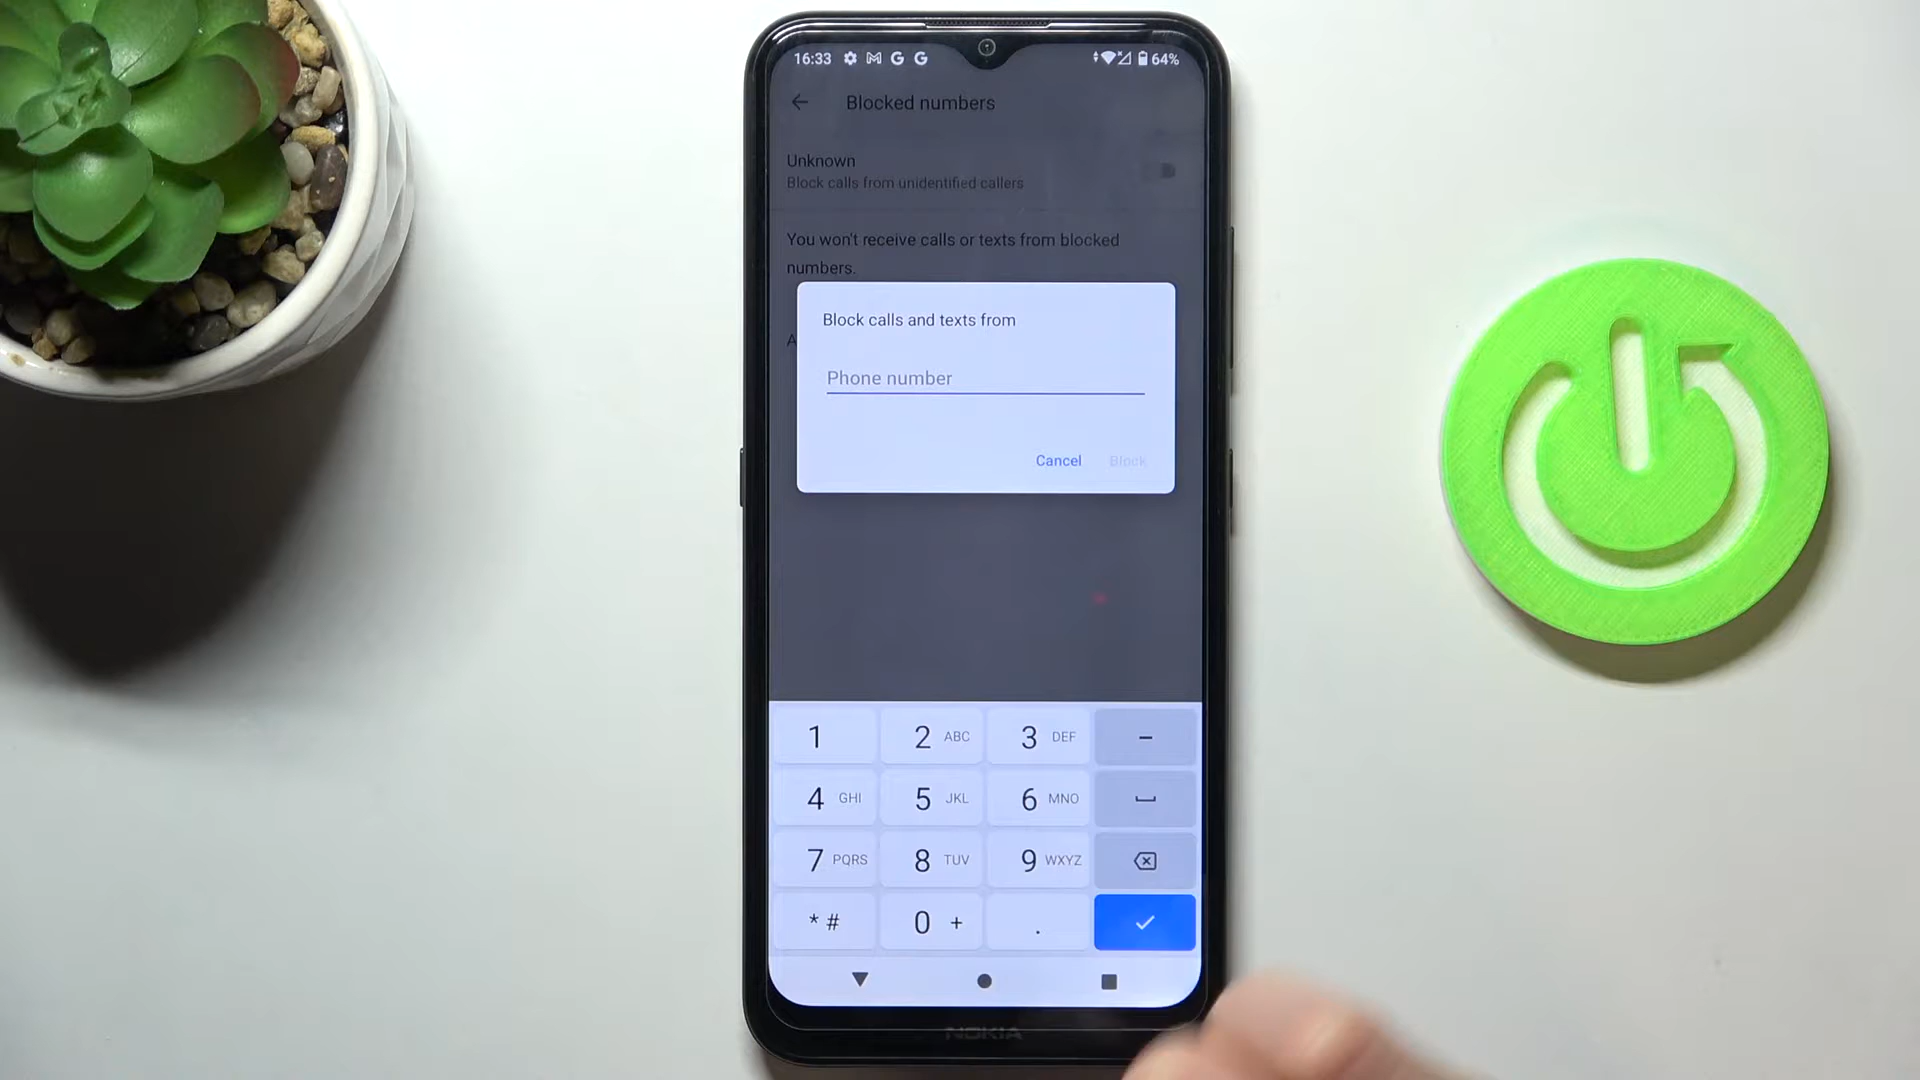 16:33 64%
Blocked numbers
Unknown
Block calls from unidentified callers
You won't receive calls or texts from blocked
numbers.
Block calls and texts from
A
Phone number
Cancel Block
1 2 ABC 3 DEF -
4 GHI 5 JKL 6 MNO
7 PQRS 8 TUV 9 WXYZ
* # 0 + .
NOKIA